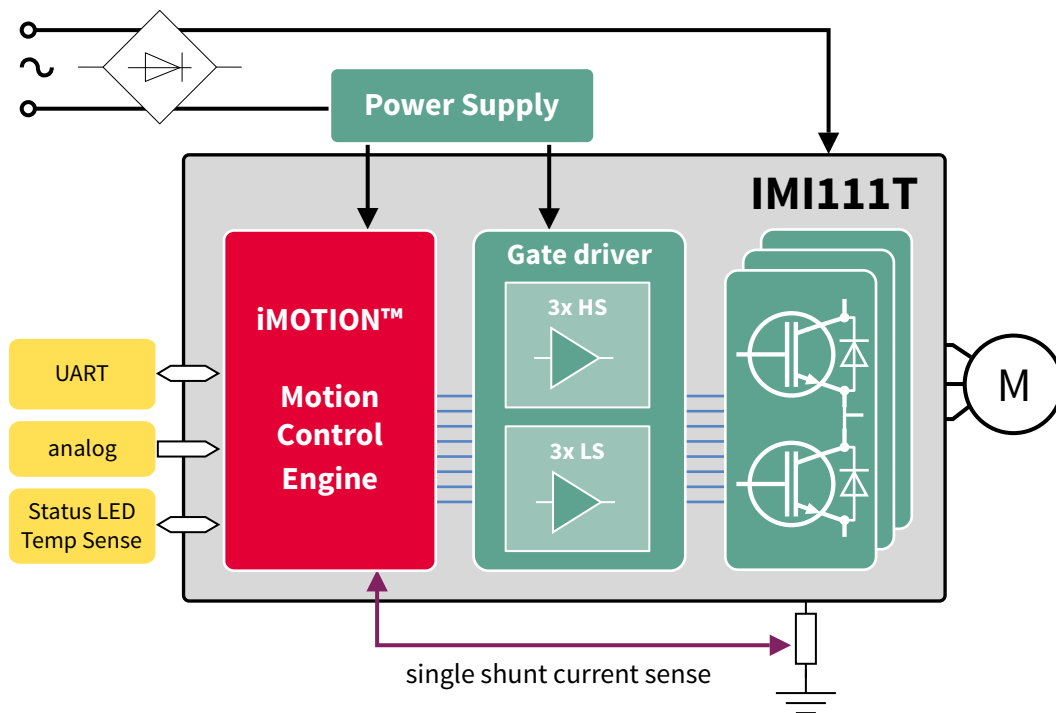 Power Supply
IMI111T
iMOTION™
Motion
Control
Engine
Gate driver
3x HS
3x LS
UART
analog
Status LED
Temp Sense
M
single shunt current sense